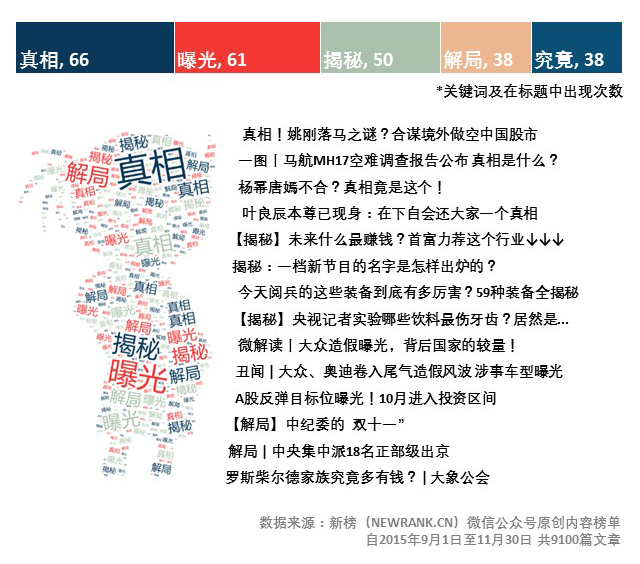 真相, 66 曝光, 61 揭秘, 50 解局, 38 究竟, 38
*关键词及在标题中出现次数
真相！姚刚落马之谜？合谋境外做空中国股市
一图丨马航MH17空难调查报告公布 真相是什么？
杨幂唐嫣不合？真相竟是这个！
叶良辰本尊已现身：在下自会还大家一个真相
【揭秘】未来什么最赚钱？首富力荐这个行业↓↓↓
揭秘：一档新节目的名字是怎样出炉的？
今天阅兵的这些装备到底有多厉害？59种装备全揭秘
【揭秘】央视记者实验哪些饮料最伤牙齿？居然是...
微解读丨大众造假曝光，背后国家的较量！
丑闻 | 大众、奥迪卷入尾气造假风波 涉事车型曝光
A股反弹目标位曝光！10月进入投资区间
【解局】中纪委的 双十一”
解局 | 中央集中派18名正部级出京
罗斯柴尔德家族究竟多有钱？ | 大象公会
真相 解局 揭秘 曝光
数据来源：新榜（NEWRANK.CN）微信公众号原创内容榜单
自2015年9月1日至11月30日 共9100篇文章